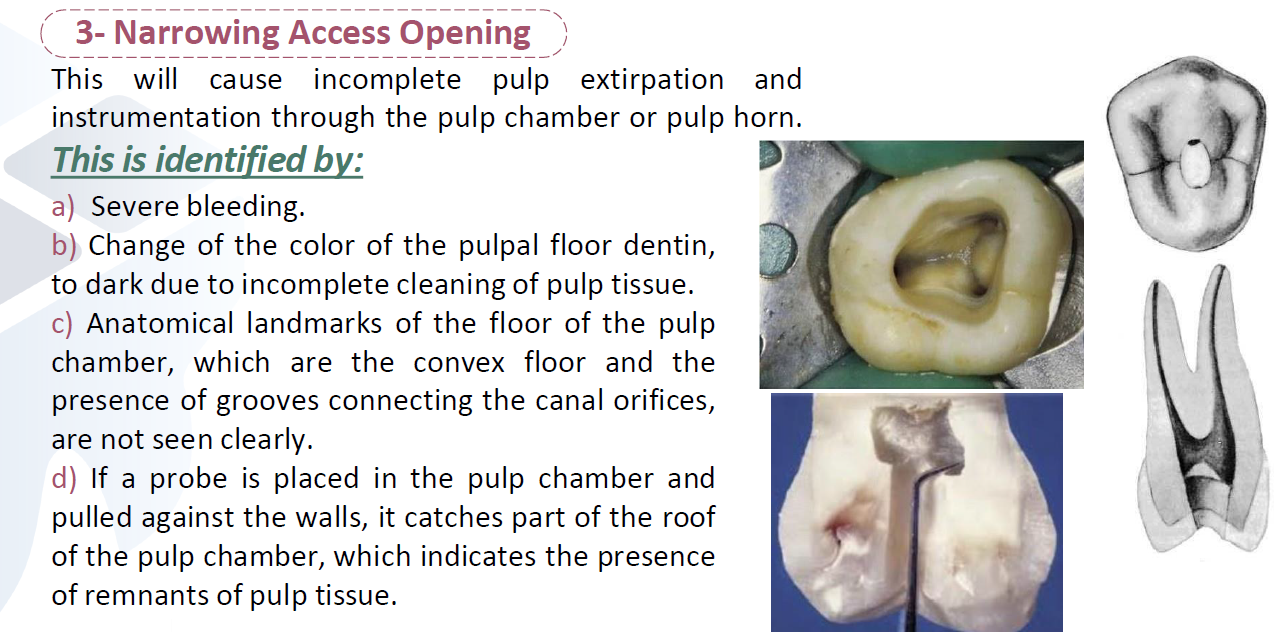 3- Narrowing Access Opening
This will cause incomplete pulp extirpation and
instrumentation through the pulp chamber or pulp horn.
This is identified by:
a) Severe bleeding.
b) Change of the color of the pulpal floor dentin,
to dark due to incomplete cleaning of pulp tissue.
c) Anatomical landmarks of the floor of the pulp
chamber, which are the convex floor and the
presence of grooves connecting the canal orifices,
are not seen clearly.
d) If a probe is placed in the pulp chamber and
pulled against the walls, it catches part of the roof
of the pulp chamber, which indicates the presence
of remnants of pulp tissue.